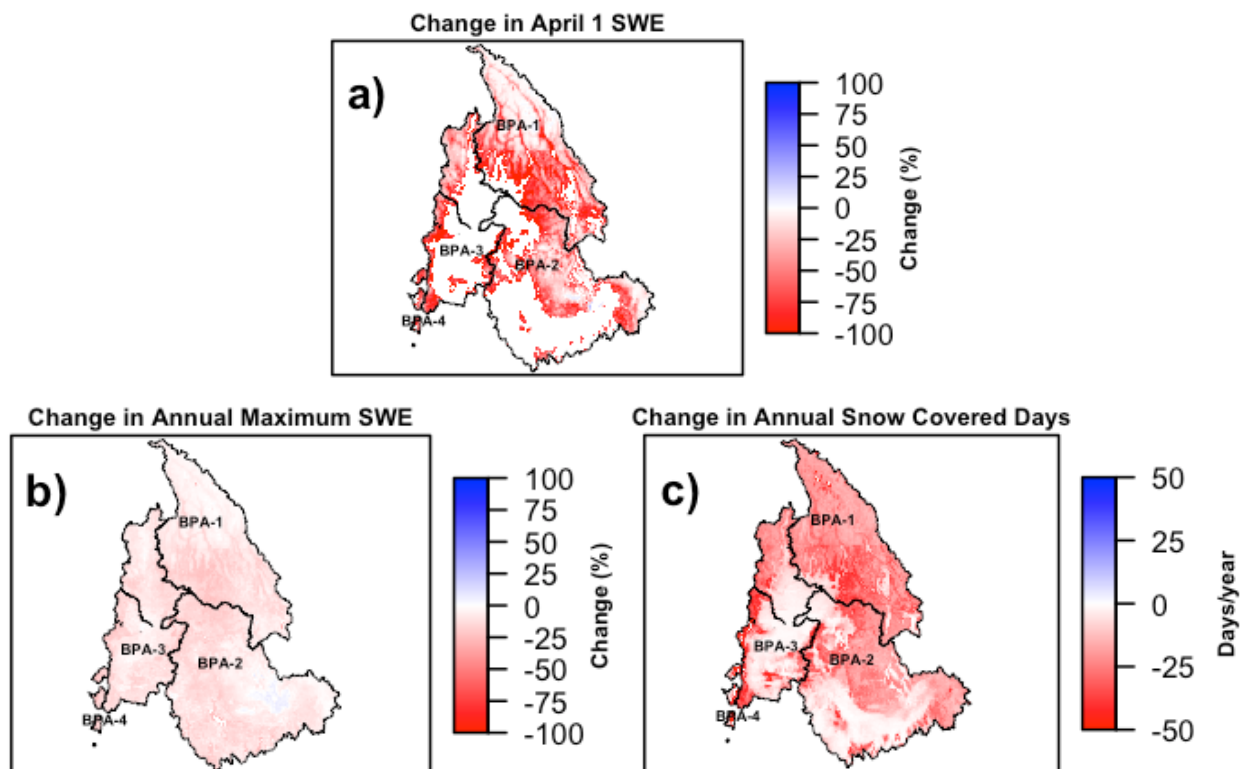 Change in April 1 SWE
a)
BPA-1
BPA-3
BPA-2
BPA-4
100
75
50
25
0
-25
-50
-75
-100
Change (%)
Change in Annual Maximum SWE
b)
BPA-1
BPA-3
BPA-2
BPA-4
100
75
50
25
0
-25
-50
-75
-100
Change (%)
Change in Annual Snow Covered Days
c)
BPA-1
BPA-3
BPA-2
BPA-4
50
25
0
-25
-50
Days/year